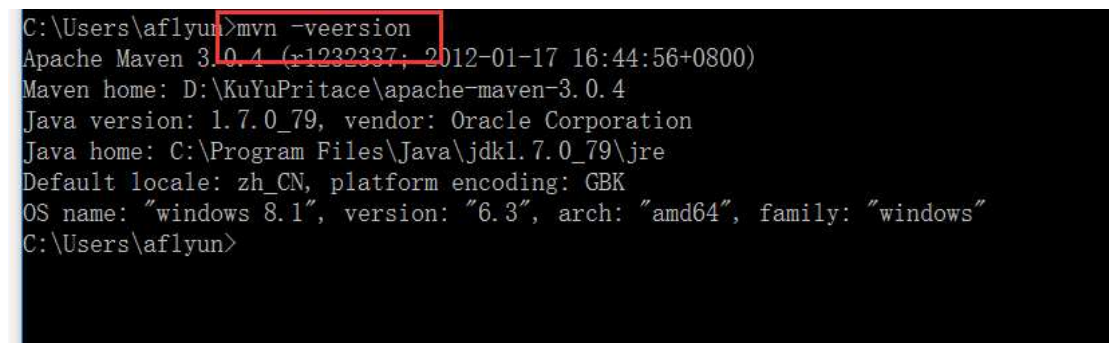 C:\Users\aflyun>mvn -veersion
Apache Maven 3.0.4 (r1232337; 2012-01-17 16:44:56+0800)
Maven home: D:\KuYuPritace\apache-maven-3.0.4
Java version: 1.7.0_79, vendor: Oracle Corporation
Java home: C:\Program Files\Java\jdk1.7.0_79\jre
Default locale: zh_CN, platform encoding: GBK
OS name: "windows 8.1", version: "6.3", arch: "amd64", family: "windows"
C:\Users\aflyun>